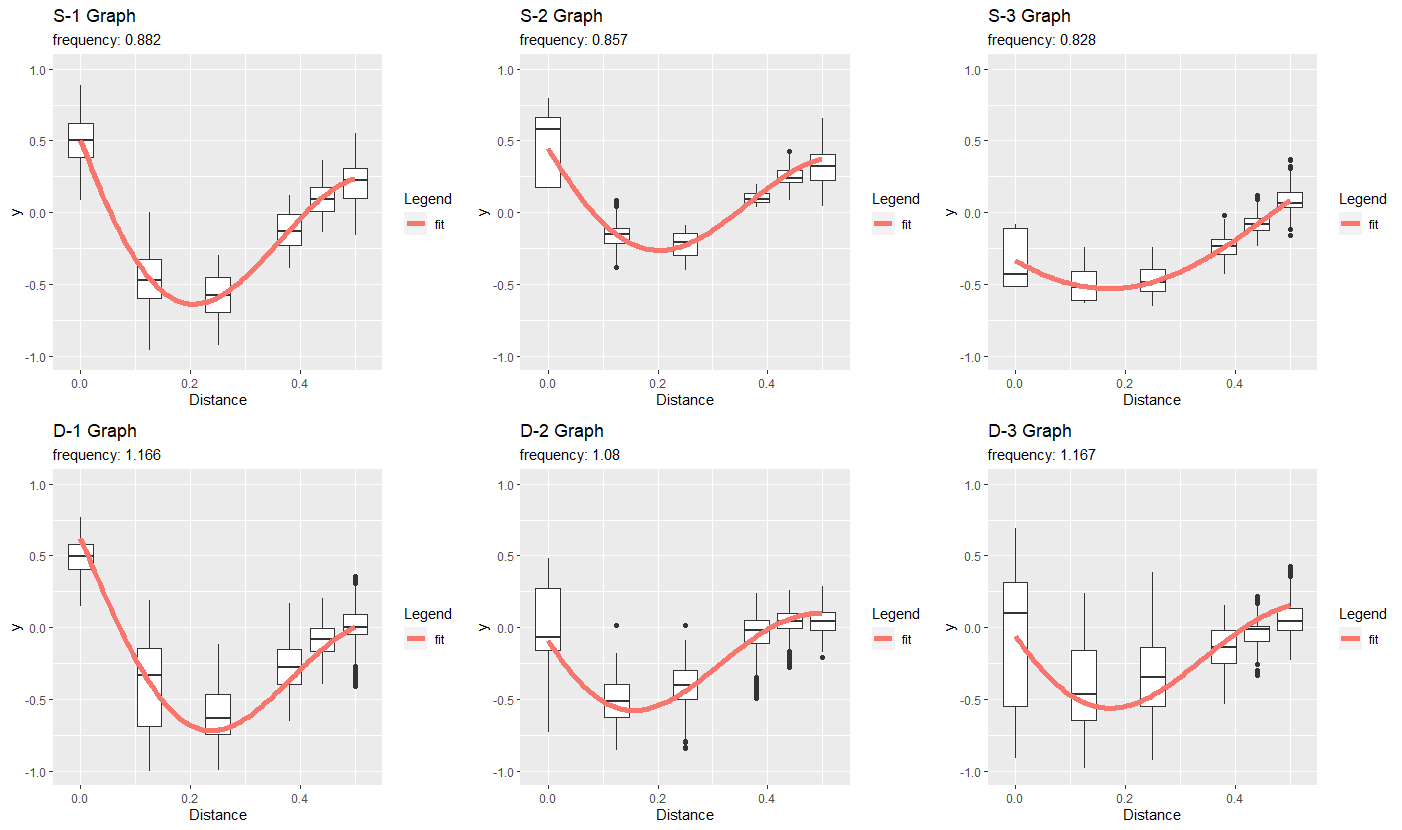 S-1 Graph
frequency: 0.882
1.0
0.5
0.0
-0.5
-1.0
y
0.0 0.2 0.4
Distance
Legend
fit
S-2 Graph
frequency: 0.857
1.0
0.5
0.0
-0.5
-1.0
y
0.0 0.2 0.4
Distance
Legend
fit
S-3 Graph
frequency: 0.828
1.0
0.5
0.0
-0.5
-1.0
y
0.0 0.2 0.4
Distance
Legend
fit
D-1 Graph
frequency: 1.166
1.0
0.5
0.0
-0.5
-1.0
y
0.0 0.2 0.4
Distance
Legend
fit
D-2 Graph
frequency: 1.08
1.0
0.5
0.0
-0.5
-1.0
y
0.0 0.2 0.4
Distance
Legend
fit
D-3 Graph
frequency: 1.167
1.0
0.5
0.0
-0.5
-1.0
y
0.0 0.2 0.4
Distance
Legend
fit